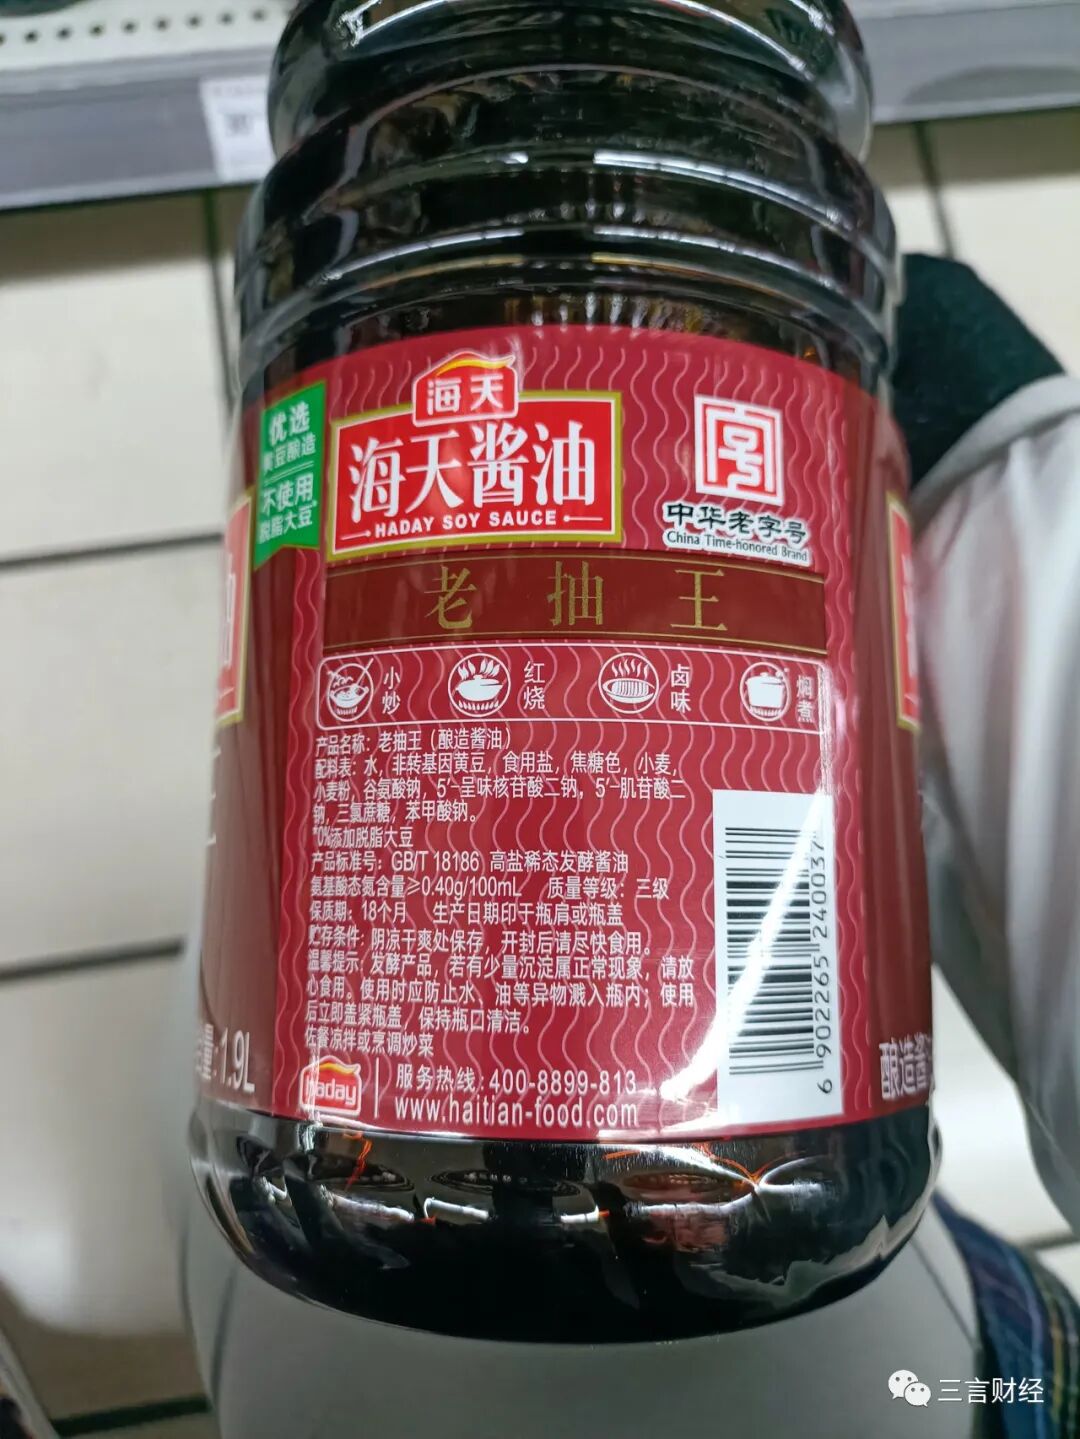 海天
海天酱油
HADAY SOY SAUCE
优选
黄豆酿造
不使用
脱脂大豆*
中华老字号
China Time-honored Brand
老抽王
小炒
红烧
卤味
焖煮
产品名称：老抽王（酿造酱油）
配料表：水，非转基因黄豆，食用盐，焦糖色，小麦，
小麦粉，谷氨酸钠，5′-呈味核苷酸二钠，5′-肌苷酸二
钠，三氯蔗糖，苯甲酸钠。
*0%添加脱脂大豆
产品标准号：GB/T 18186 高盐稀态发酵酱油
氨基酸态氮含量≥0.40g/100mL 质量等级：三级
保质期：18个月 生产日期印于瓶肩或瓶盖
贮存条件：阴凉干爽处保存，开封后请尽快食用。
温馨提示：发酵产品，若有少量沉淀属正常现象，请放
心食用。使用时应防止水、油等异物溅入瓶内；使用
后立即盖紧瓶盖，保持瓶口清洁。
佐餐凉拌或烹调炒菜
haday
服务热线：400-8899-813
www.haitian-food.com
6 902265 240037
量：1.9L
酿造酱
三言财经